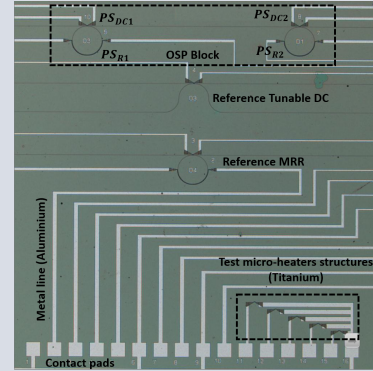 PS_DC1
PS_DC2
PS_R1
OSP Block
PS_R2
Reference Tunable DC
Reference MRR
Metal line (Aluminium)
Test micro-heaters structures
(Titanium)
Contact pads